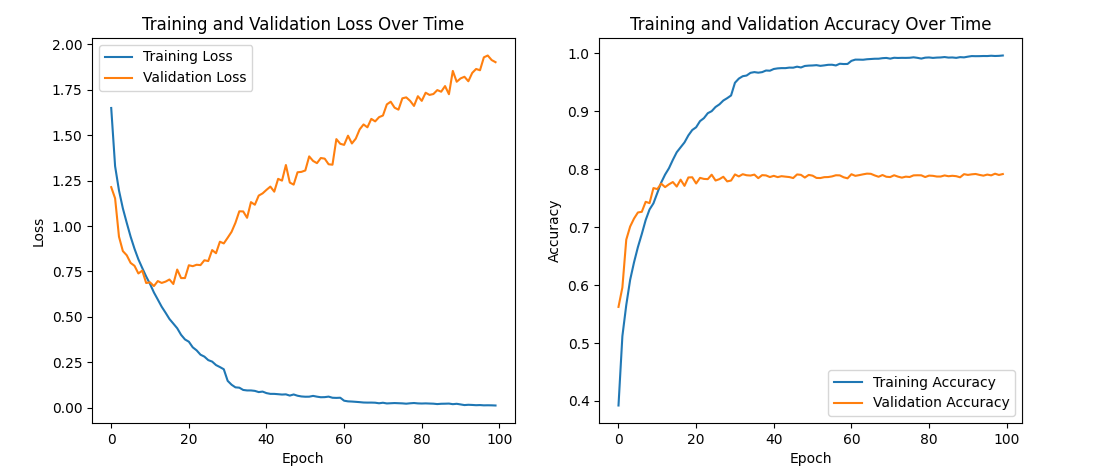 Training and Validation Loss Over Time
Training and Validation Accuracy Over Time
2.00
1.75
1.50
1.25
1.00
0.75
0.50
0.25
0.00
Loss
Training Loss
Validation Loss
0
20
40
60
80
100
Epoch
1.0
0.9
0.8
0.7
0.6
0.5
0.4
Accuracy
Training Accuracy
Validation Accuracy
0
20
40
60
80
100
Epoch